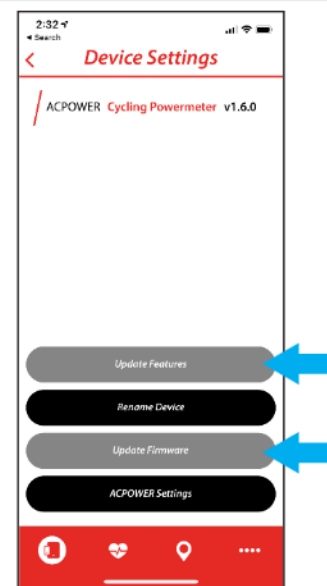 2:32
◀ Search
Device Settings
ACPOWER Cycling Powermeter v1.6.0
Update Features
Rename Device
Update Firmware
ACPOWER Settings